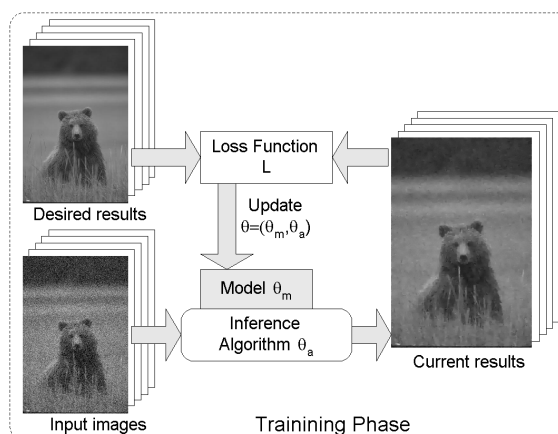 Desired results
Loss Function
L
Update
θ=(θm,θa)
Model θm
Inference
Algorithm θa
Current results
Input images
Trainining Phase